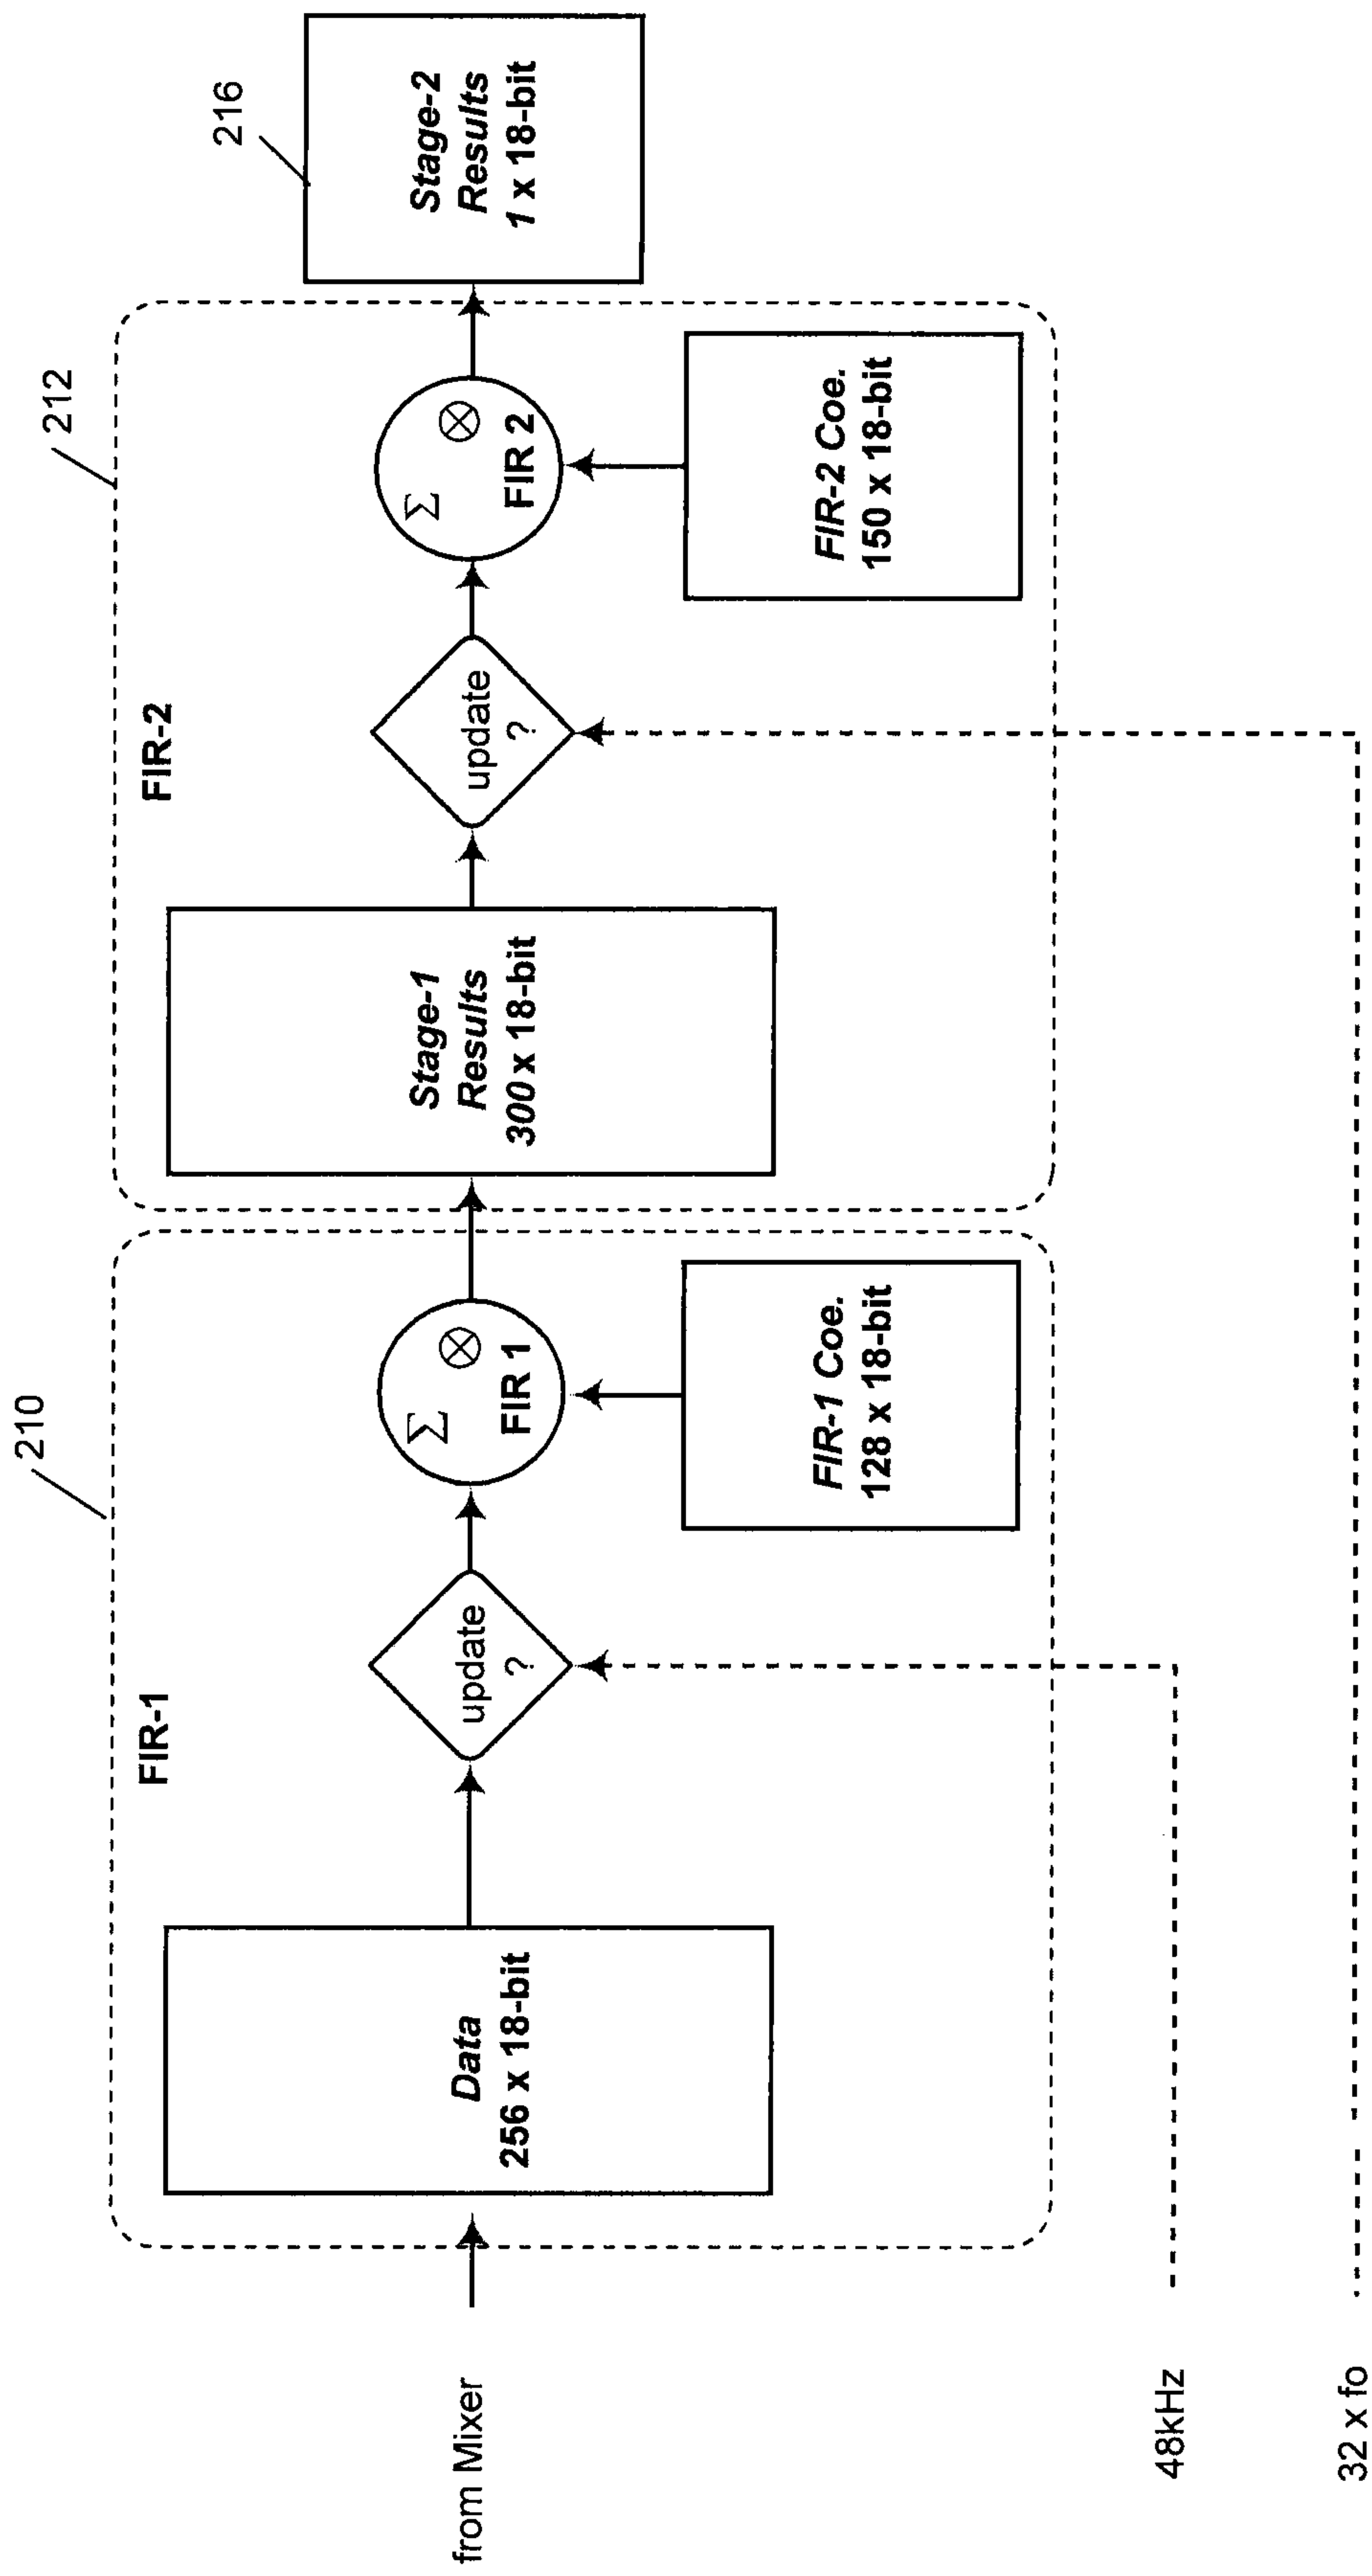 210
212
216
FIR-1
FIR-2
from Mixer
Data
256 x 18-bit
update
?
Σ ⊗
FIR 1
FIR-1 Coe.
128 x 18-bit
Stage-1
Results
300 x 18-bit
update
?
Σ ⊗
FIR 2
FIR-2 Coe.
150 x 18-bit
Stage-2
Results
1 x 18-bit
48kHz
32 x fo